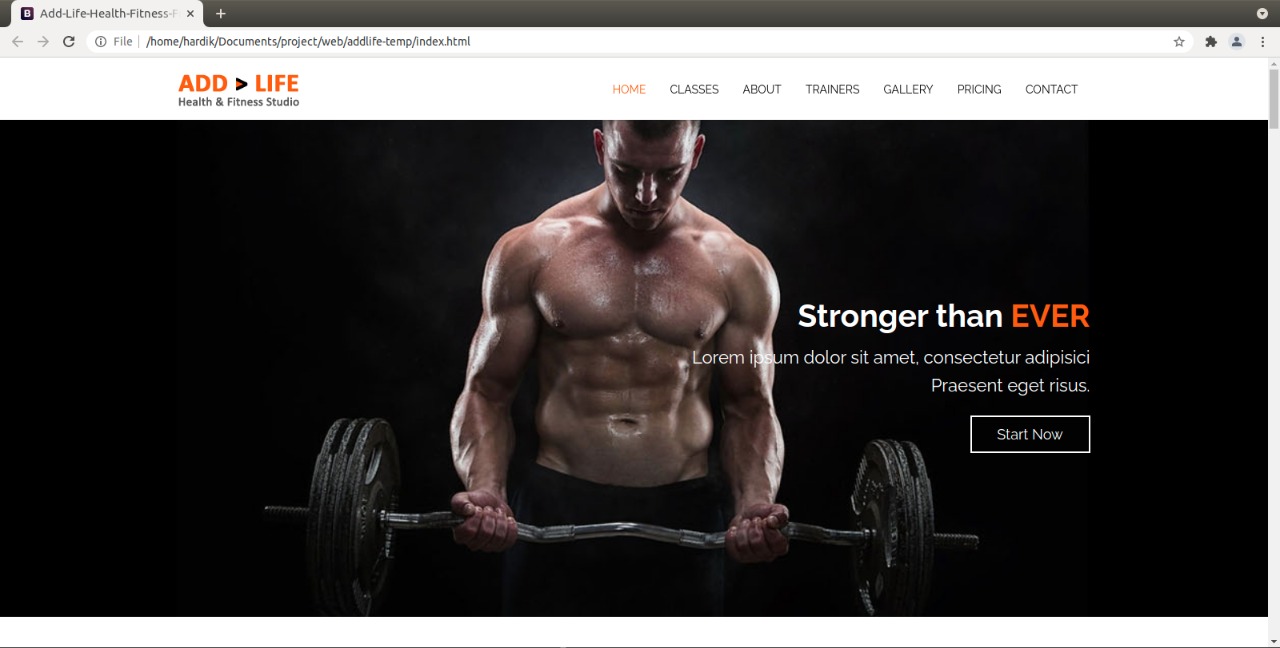 Add-Life-Health-Fitness-F
File
/home/hardik/Documents/project/web/addlife-temp/index.html
ADD > LIFE
Health & Fitness Studio
HOME CLASSES ABOUT TRAINERS GALLERY PRICING CONTACT
Stronger than EVER
Lorem ipsum dolor sit amet, consectetur adipisici
Praesent eget risus.
Start Now